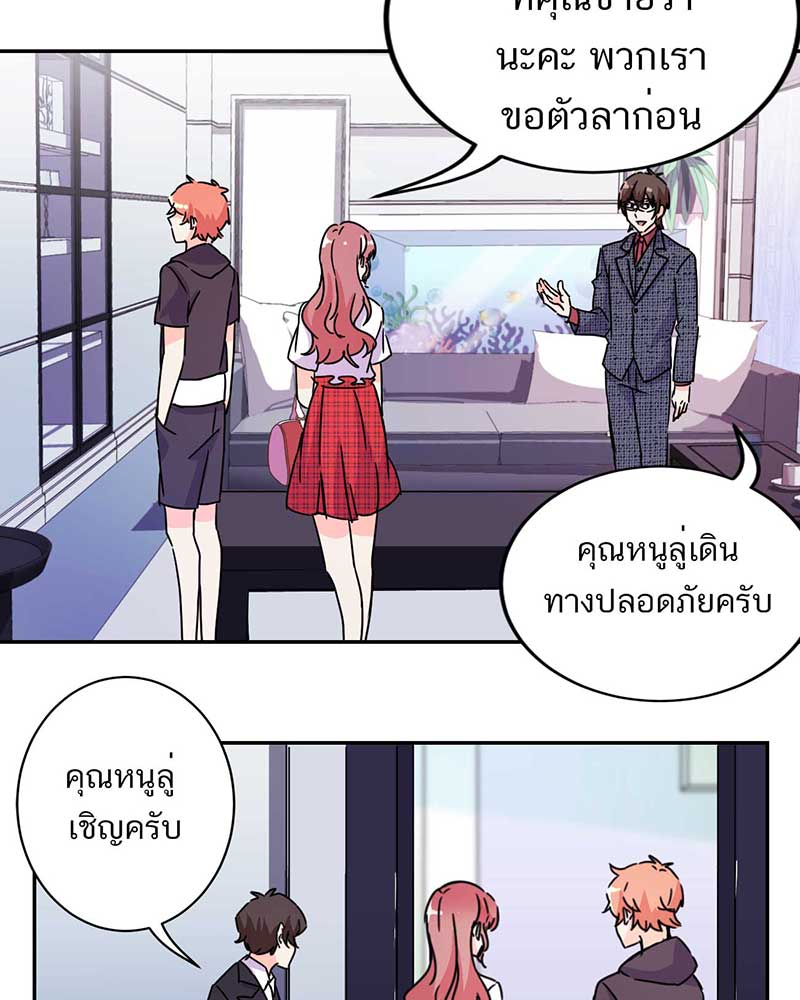 นะคะ พวกเรา
ขอตัวลาก่อน
คุณหนูลู่เดิน
ทางปลอดภัยครับ
คุณหนูลู่
เชิญครับ